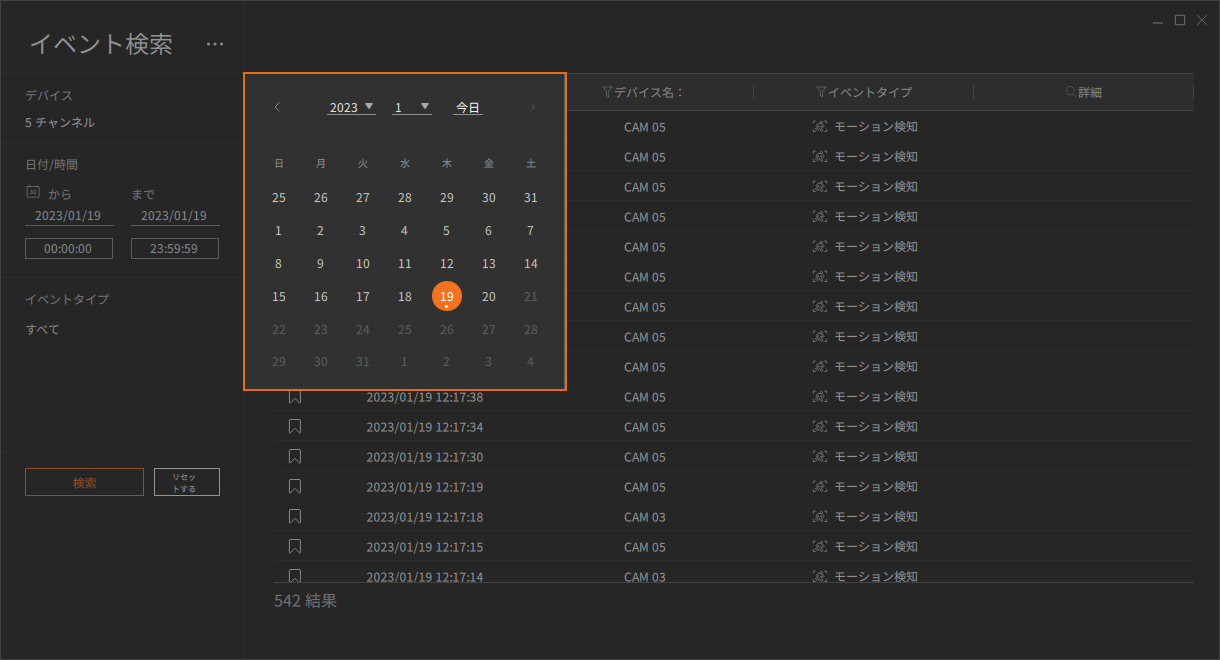 イベント検索 ...
デバイス
5 チャンネル
日付/時間
31 から まで
2023/01/19 2023/01/19
00:00:00 23:59:59
イベントタイプ
すべて
検索 リセッ
トする
2023 1 今日
日 月 火 水 木 金 土
25 26 27 28 29 30 31
1 2 3 4 5 6 7
8 9 10 11 12 13 14
15 16 17 18 19 20 21
22 23 24 25 26 27 28
29 30 31 1 2 3 4
デバイス名： イベントタイプ 詳細
CAM 05 モーション検知
CAM 05 モーション検知
CAM 05 モーション検知
CAM 05 モーション検知
CAM 05 モーション検知
CAM 05 モーション検知
CAM 05 モーション検知
CAM 05 モーション検知
CAM 05 モーション検知
2023/01/19 12:17:38 CAM 05 モーション検知
2023/01/19 12:17:34 CAM 05 モーション検知
2023/01/19 12:17:30 CAM 05 モーション検知
2023/01/19 12:17:19 CAM 05 モーション検知
2023/01/19 12:17:18 CAM 03 モーション検知
2023/01/19 12:17:15 CAM 05 モーション検知
2023/01/19 12:17:14 CAM 03 モーション検知
542 結果